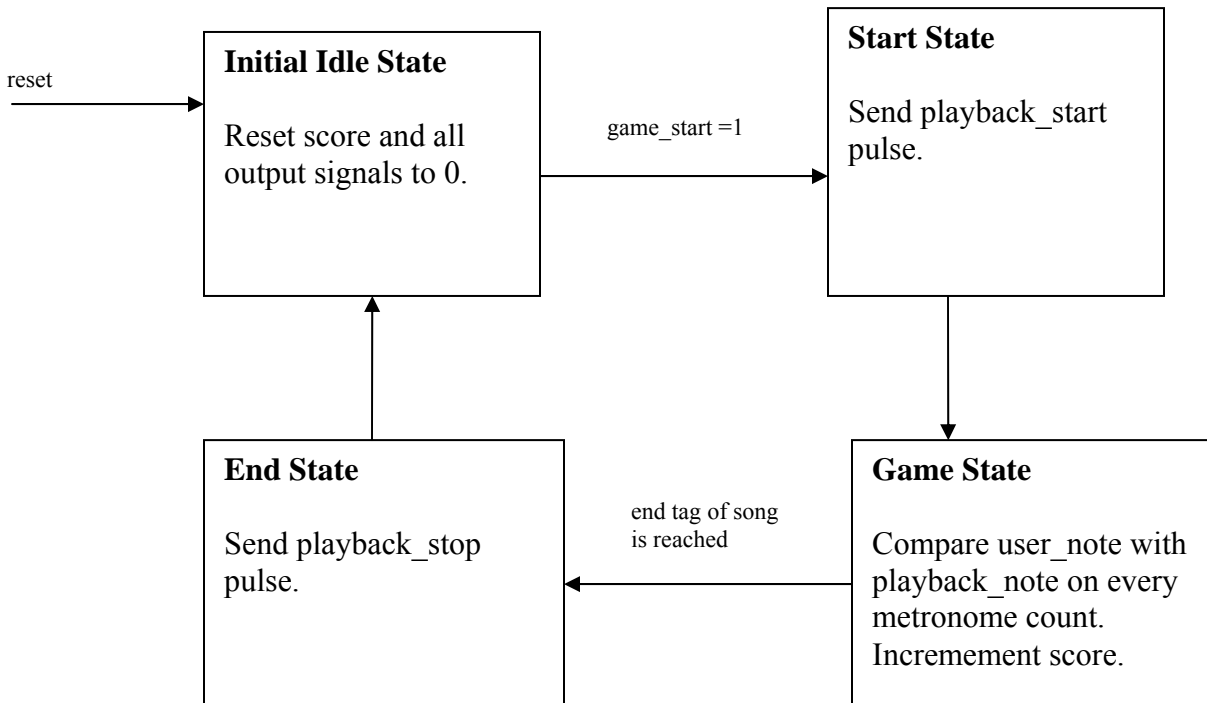 reset
Initial Idle State
Reset score and all
output signals to 0.
game_start =1
Start State
Send playback_start
pulse.
End State
Send playback_stop
pulse.
end tag of song
is reached
Game State
Compare user_note with
playback_note on every
metronome count.
Incremement score.